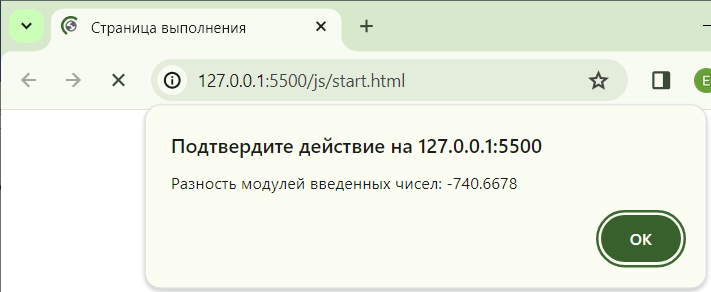 Страница выполнения
127.0.0.1:5500/js/start.html
E
Подтвердите действие на 127.0.0.1:5500
Разность модулей введенных чисел: -740.6678
ОК